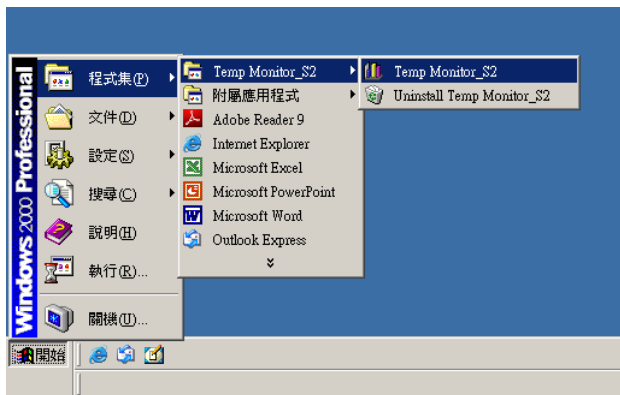 Windows 2000 Professional
程式集(P)
文件(D)
設定(S)
搜尋(C)
說明(H)
執行(R)...
關機(U)...
開始
Temp Monitor_S2
附屬應用程式
Adobe Reader 9
Internet Explorer
Microsoft Excel
Microsoft PowerPoint
Microsoft Word
Outlook Express
Temp Monitor_S2
Uninstall Temp Monitor_S2